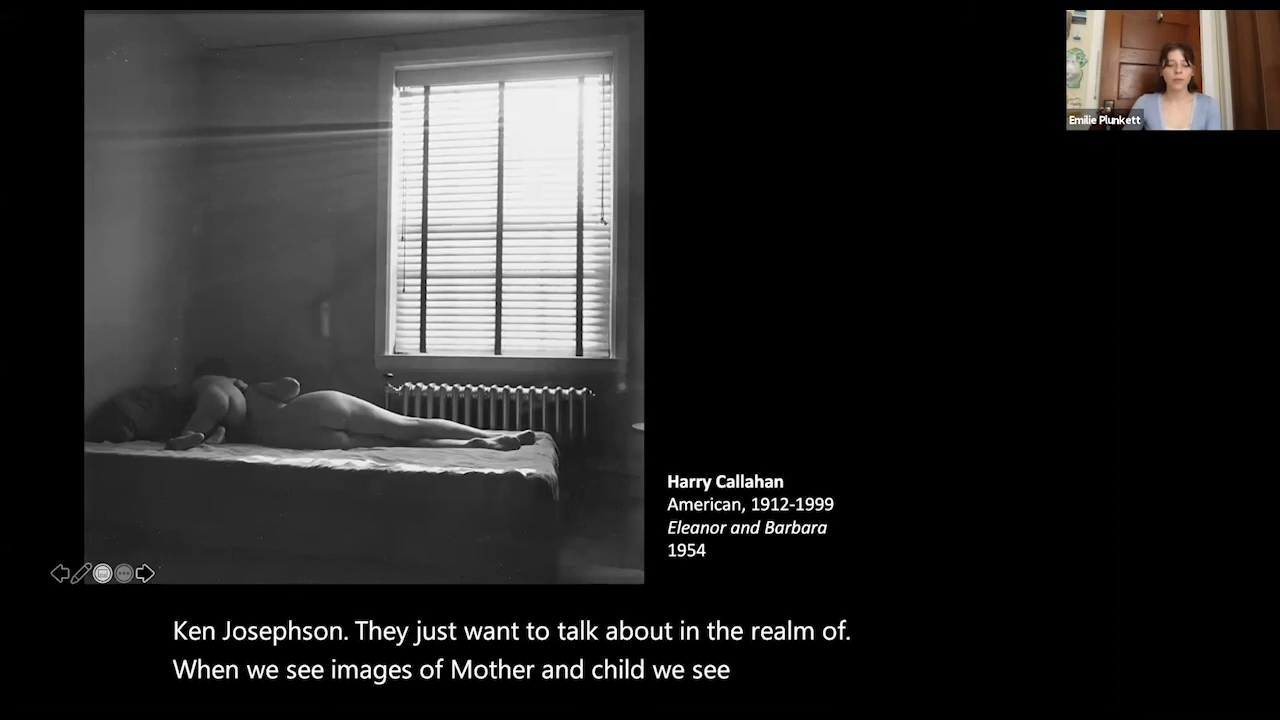 Emilie Plunkett
Harry Callahan
American, 1912-1999
Eleanor and Barbara
1954
Ken Josephson. They just want to talk about in the realm of.
When we see images of Mother and child we see